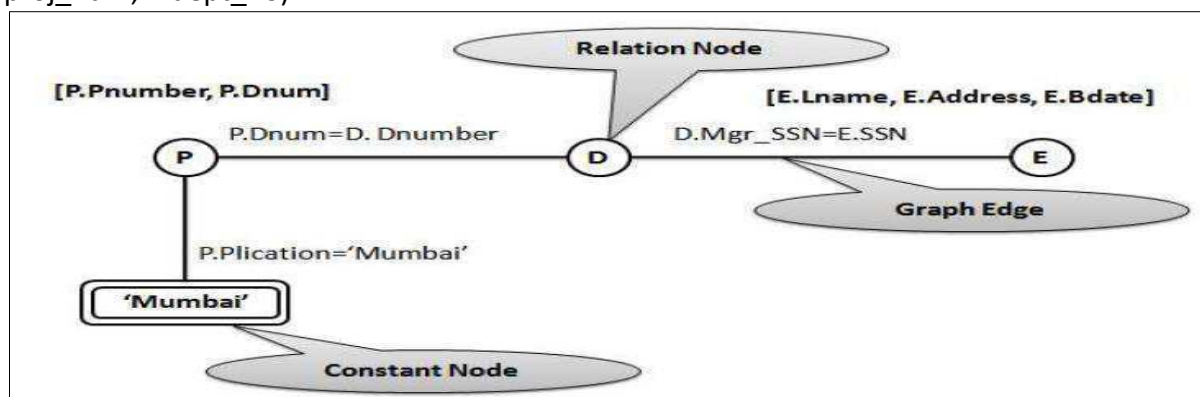 Relation Node
[P.Pnumber, P.Dnum]
[E.Lname, E.Address, E.Bdate]
P.Dnum=D. Dnumber
D.Mgr_SSN=E.SSN
P
D
E
Graph Edge
P.Plication=‘Mumbai’
‘Mumbai’
Constant Node